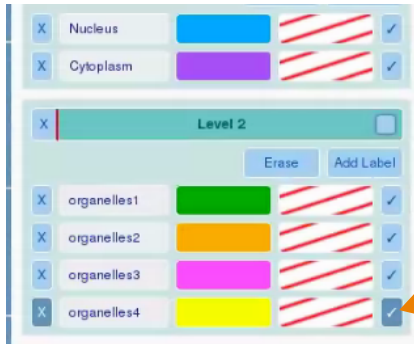 X Nucleus ✓
X Cytoplasm ✓
X Level 2
Erase Add Label
X organelles1 ✓
X organelles2 ✓
X organelles3 ✓
X organelles4 ✓